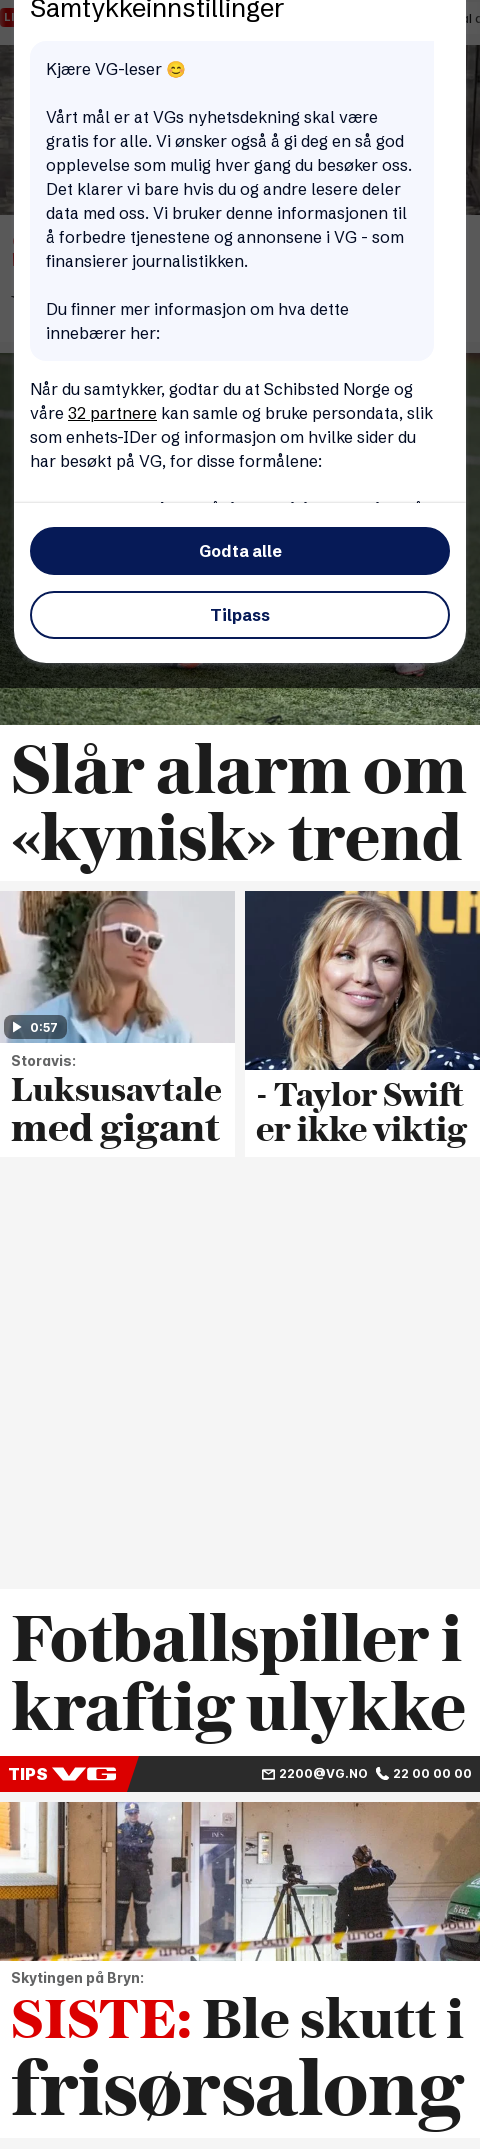 Samtykkeinnstillinger
Kjære VG-leser 😊
Vårt mål er at VGs nyhetsdekning skal være
gratis for alle. Vi ønsker også å gi deg en så god
opplevelse som mulig hver gang du besøker oss.
Det klarer vi bare hvis du og andre lesere deler
data med oss. Vi bruker denne informasjonen til
å forbedre tjenestene og annonsene i VG - som
finansierer journalistikken.
Du finner mer informasjon om hva dette
innebærer her:
Når du samtykker, godtar du at Schibsted Norge og
våre 32 partnere kan samle og bruke persondata, slik
som enhets-IDer og informasjon om hvilke sider du
har besøkt på VG, for disse formålene:
Godta alle
Tilpass
Slår alarm om
«kynisk» trend
0:57
Storavis:
Luksusavtale
med gigant
- Taylor Swift
er ikke viktig
Fotballspiller i
kraftig ulykke
TIPS VG
2200@VG.NO 22 00 00 00
POLITI
Skytingen på Bryn:
SISTE: Ble skutt i
frisørsalong